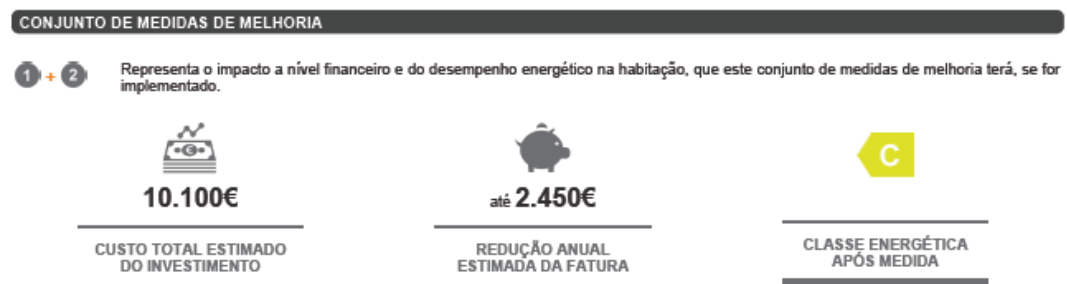 CONJUNTO DE MEDIDAS DE MELHORIA
1 + 2
Representa o impacto a nível financeiro e do desempenho energético na habitação, que este conjunto de medidas de melhoria terá, se for
implementado.
C
10.100€
até 2.450€
CUSTO TOTAL ESTIMADO
DO INVESTIMENTO
REDUÇÃO ANUAL
ESTIMADA DA FATURA
CLASSE ENERGÉTICA
APÓS MEDIDA